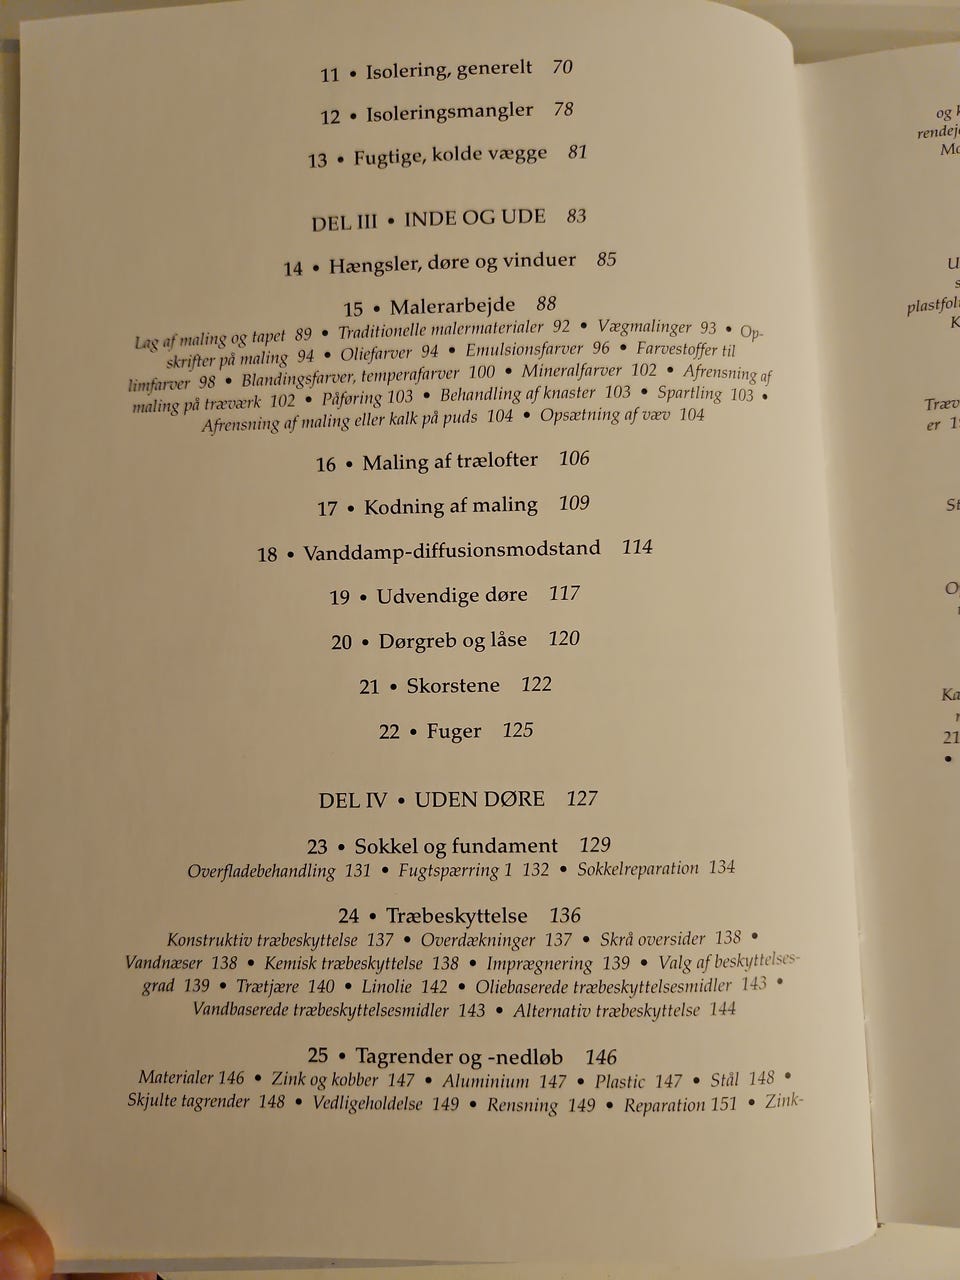 11 • Isolering, generelt 70
12 • Isoleringsmangler 78
13 • Fugtige, kolde vægge 81
DEL III • INDE OG UDE 83
14 • Hængsler, døre og vinduer 85
15 • Malerarbejde 88
Lag af maling og tapet 89 • Traditionelle malermaterialer 92 • Vægmalinger 93 • Op-
skrifter på maling 94 • Oliefarver 94 • Emulsionsfarver 96 • Farvestoffer til
limfarver 98 • Blandingsfarver, temperafarver 100 • Mineralfarver 102 • Afrensning af
maling på træværk 102 • Påføring 103 • Behandling af knaster 103 • Spartling 103 •
Afrensning af maling eller kalk på puds 104 • Opsætning af væv 104
16 • Maling af trælofter 106
17 • Kodning af maling 109
18 • Vanddamp-diffusionsmodstand 114
19 • Udvendige døre 117
20 • Dørgreb og låse 120
21 • Skorstene 122
22 • Fuger 125
DEL IV • UDEN DØRE 127
23 • Sokkel og fundament 129
Overfladebehandling 131 • Fugtspærring 1 132 • Sokkelreparation 134
24 • Træbeskyttelse 136
Konstruktiv træbeskyttelse 137 • Overdækninger 137 • Skrå oversider 138 •
Vandnæser 138 • Kemisk træbeskyttelse 138 • Imprægnering 139 • Valg af beskyttelses-
grad 139 • Trætjære 140 • Linolie 142 • Oliebaserede træbeskyttelsesmidler 143 •
Vandbaserede træbeskyttelsesmidler 143 • Alternativ træbeskyttelse 144
25 • Tagrender og -nedløb 146
Materialer 146 • Zink og kobber 147 • Aluminium 147 • Plastic 147 • Stål 148 •
Skjulte tagrender 148 • Vedligeholdelse 149 • Rensning 149 • Reparation 151 • Zink-
og
er
21
•